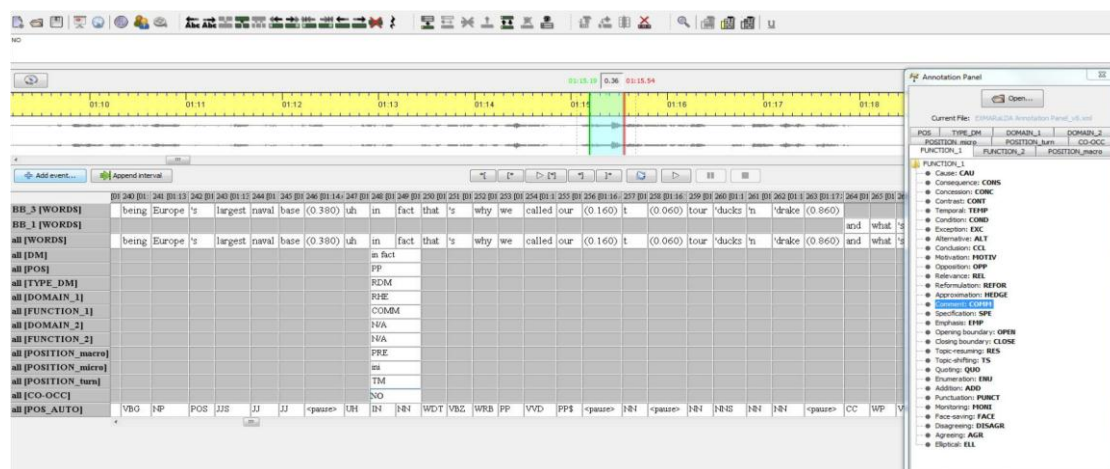 NO
Annotation Panel
Open...
Current File: EXMARaLDA Annotation Panel_v6.xml
01:15.19 0.36 01:15.54
01:10 01:11 01:12 01:13 01:14 01:15 01:16 01:17 01:18
POS TYPE_DM DOMAIN_1 DOMAIN_2
POSITION_micro POSITION_turn CO-OCC
FUNCTION_1 FUNCTION_2 POSITION_macro
Add event... Append interval
BB_3 [WORDS] being Europe 's largest naval base (0.380) uh in fact that 's why we called our (0.160) t (0.060) tour 'ducks 'n 'drake (0.860)
BB_1 [WORDS] and what 's
all [WORDS] being Europe 's largest naval base (0.380) uh in fact that 's why we called our (0.160) t (0.060) tour 'ducks 'n 'drake (0.860) and what 's
all [DM] in fact
all [POS] PP
all [TYPE_DM] RDM
all [DOMAIN_1] RHE
all [FUNCTION_1] COMM
all [DOMAIN_2] N/A
all [FUNCTION_2] N/A
all [POSITION_macro] PRE
all [POSITION_micro] ini
all [POSITION_turn] TM
all [CO-OCC] NO
all [POS_AUTO] VBG NP POS JJS JJ JJ <pause> UH IN NN WDT VBZ WRB PP VVD PP$ <pause> NN <pause> NN NNS NN NN <pause> CC WP
FUNCTION_1
Cause: CAU
Consequence: CONS
Concession: CONC
Contrast: CONT
Temporal: TEMP
Condition: COND
Exception: EXC
Alternative: ALT
Conclusion: CCL
Motivation: MOTIV
Opposition: OPP
Relevance: REL
Reformulation: REFOR
Approximation: HEDGE
Comment: COMM
Specification: SPE
Emphasis: EMP
Opening boundary: OPEN
Closing boundary: CLOSE
Topic-resuming: RES
Topic-shifting: TS
Quoting: QUO
Enumeration: ENU
Addition: ADD
Punctuation: PUNCT
Monitoring: MONI
Face-saving: FACE
Disagreeing: DISAGR
Agreeing: AGR
Elliptical: ELL